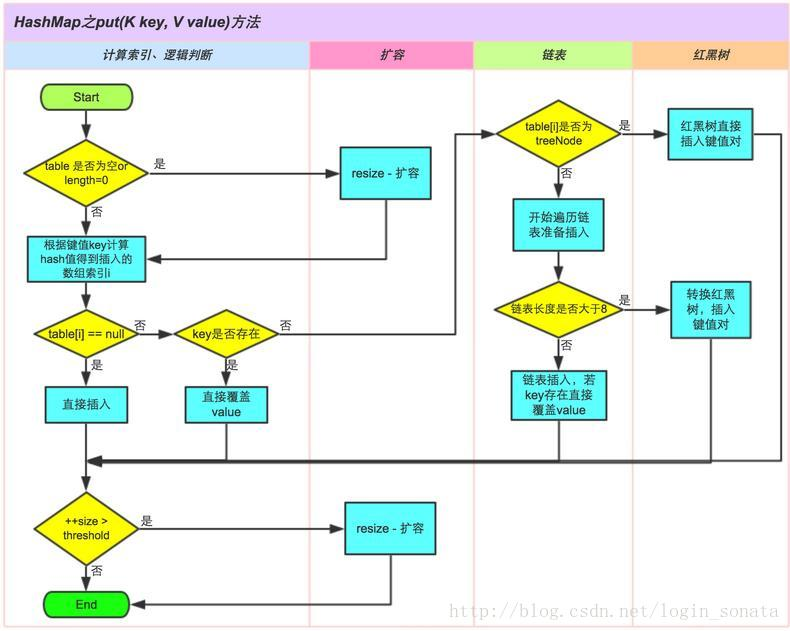 HashMap之put(K key, V value)方法
计算索引、逻辑判断
扩容
链表
红黑树
Start
table 是否为空or
length=0
是
否
resize - 扩容
根据键值key计算
hash值得到插入的
数组索引i
table[i] == null
否
是
key是否存在
否
是
直接插入
直接覆盖
value
table[i]是否为
treeNode
是
否
红黑树直接
插入键值对
开始遍历链
表准备插入
链表长度是否大于8
是
否
转换红黑
树，插入
键值对
链表插入，若
key存在直接
覆盖value
++size >
threshold
是
否
resize - 扩容
End
http://blog.csdn.net/login_sonata